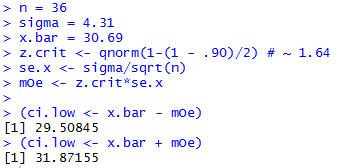 > n = 36
> sigma = 4.31
> x.bar = 30.69
> z.crit <- qnorm(1-(1 - .90)/2) # ~ 1.64
> se.x <- sigma/sqrt(n)
> mOe <- z.crit*se.x
>
> (ci.low <- x.bar - mOe)
[1] 29.50845
> (ci.low <- x.bar + mOe)
[1] 31.87155